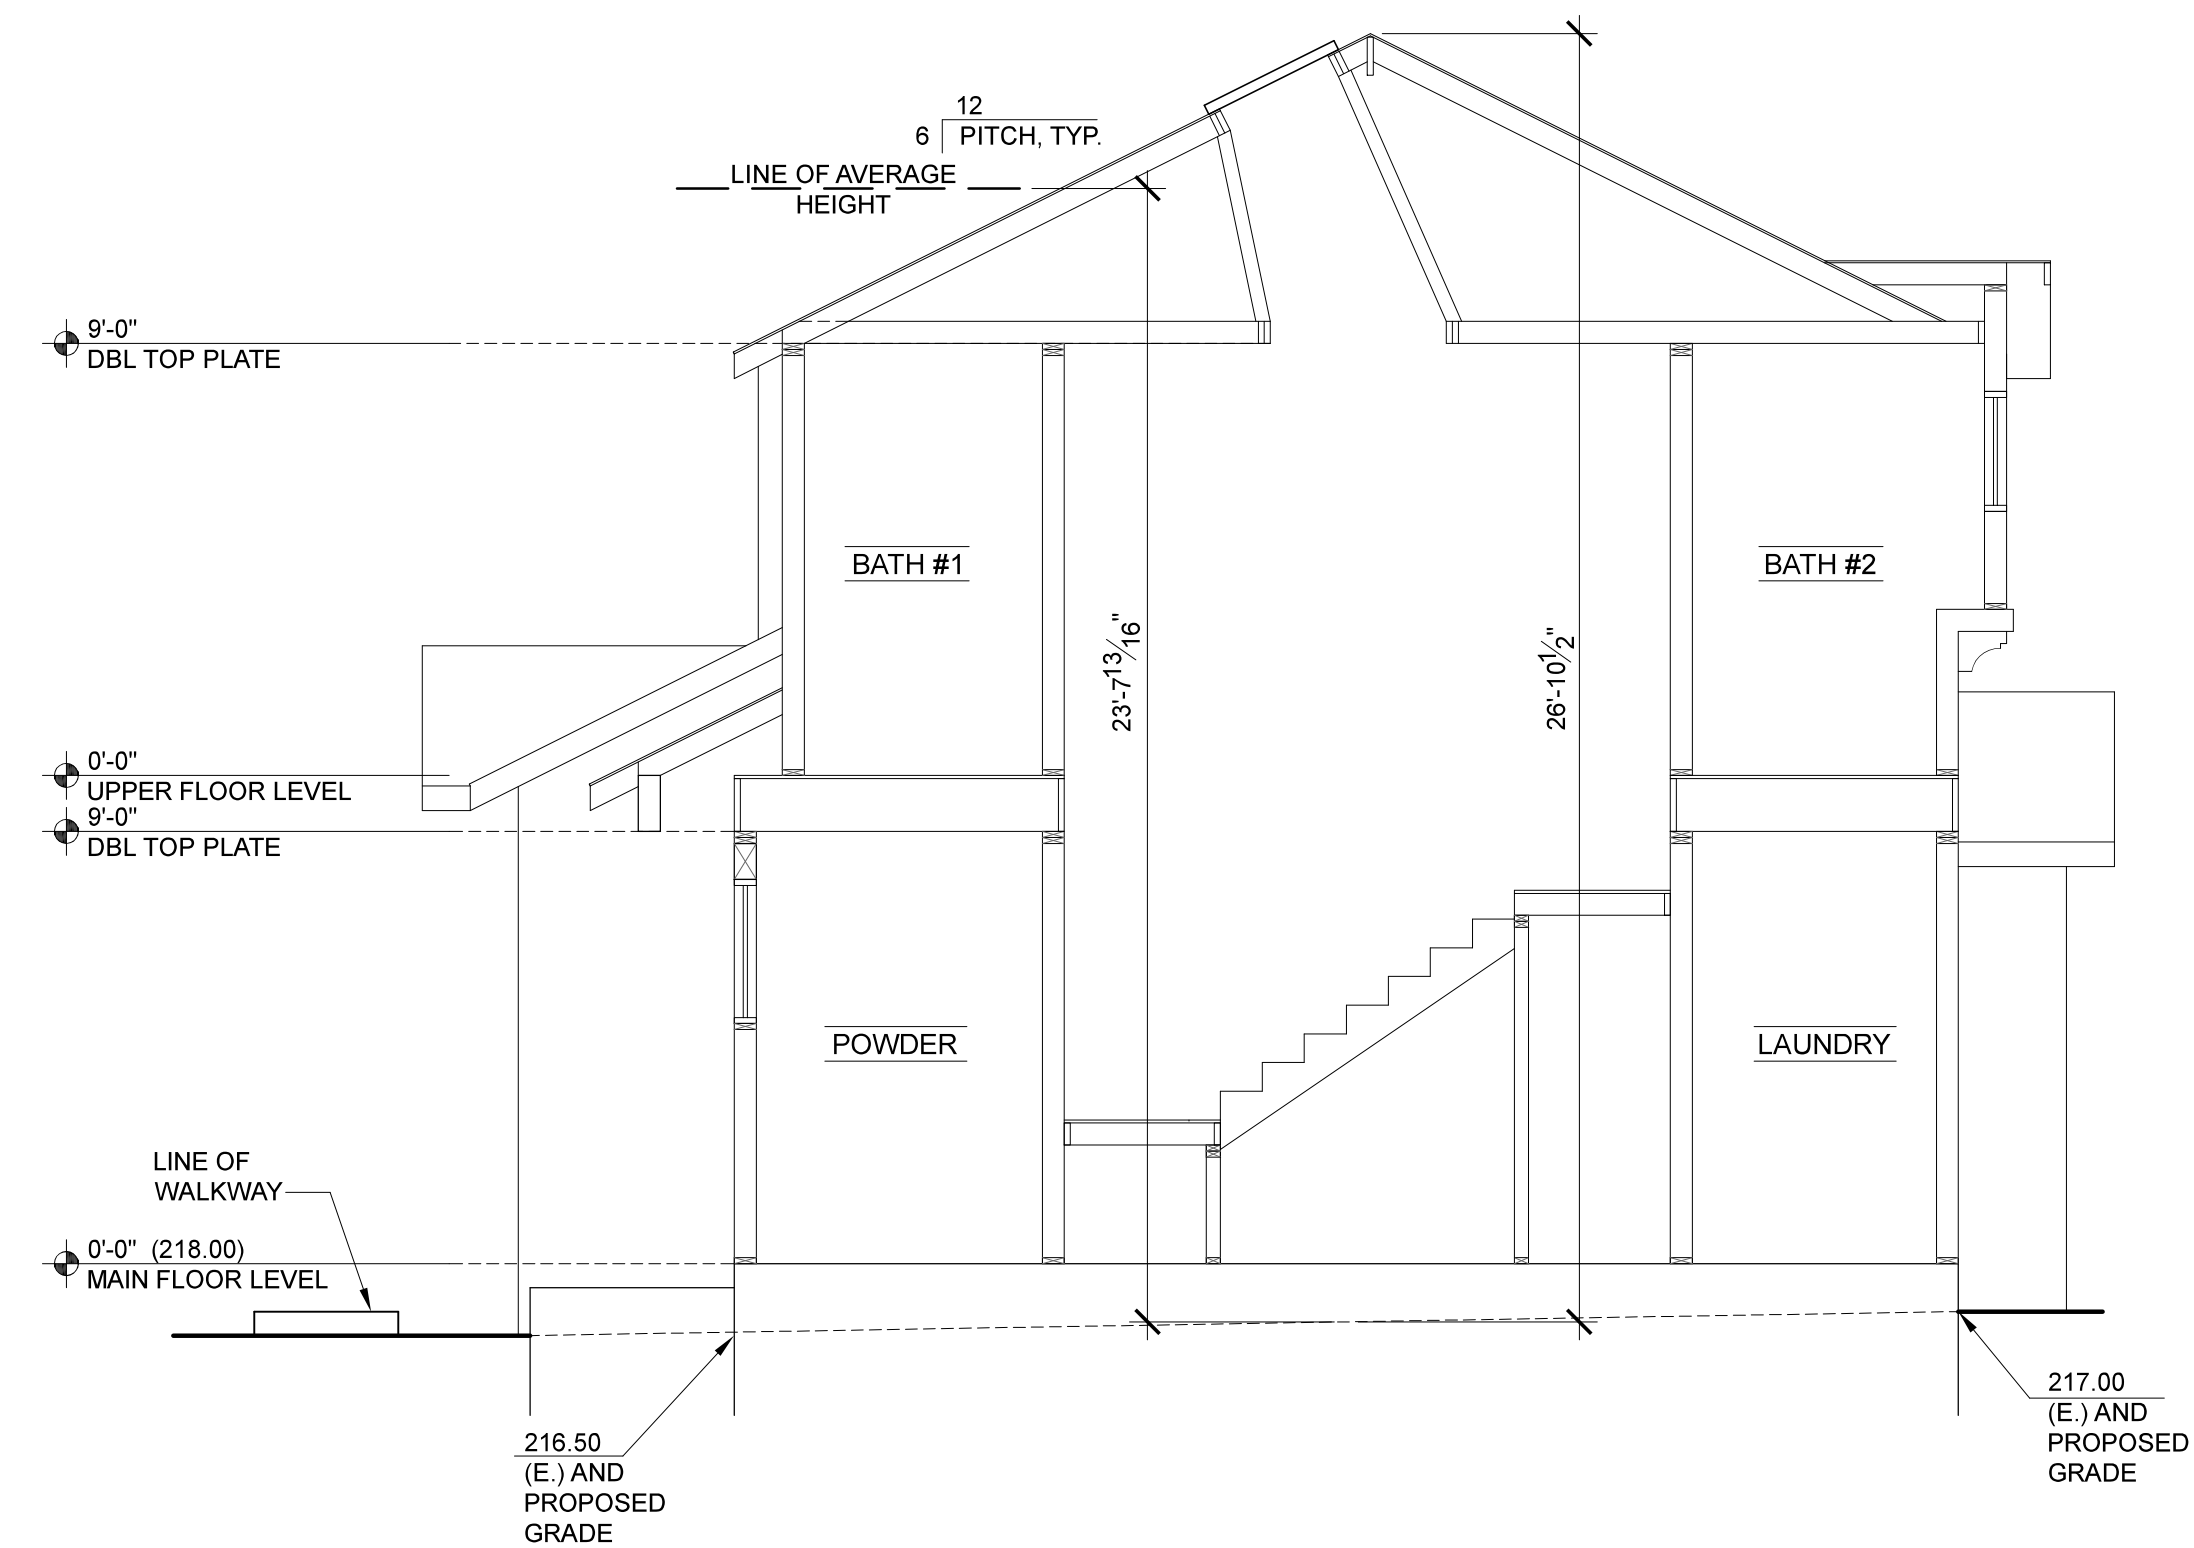 12
6 PITCH, TYP.
LINE OF AVERAGE
HEIGHT
9'-0"
DBL TOP PLATE
BATH #1
BATH #2
23'-7 13/16"
26'-10 1/2"
0'-0"
UPPER FLOOR LEVEL
9'-0"
DBL TOP PLATE
POWDER
LAUNDRY
LINE OF
WALKWAY
0'-0" (218.00)
MAIN FLOOR LEVEL
216.50
(E.) AND
PROPOSED
GRADE
217.00
(E.) AND
PROPOSED
GRADE